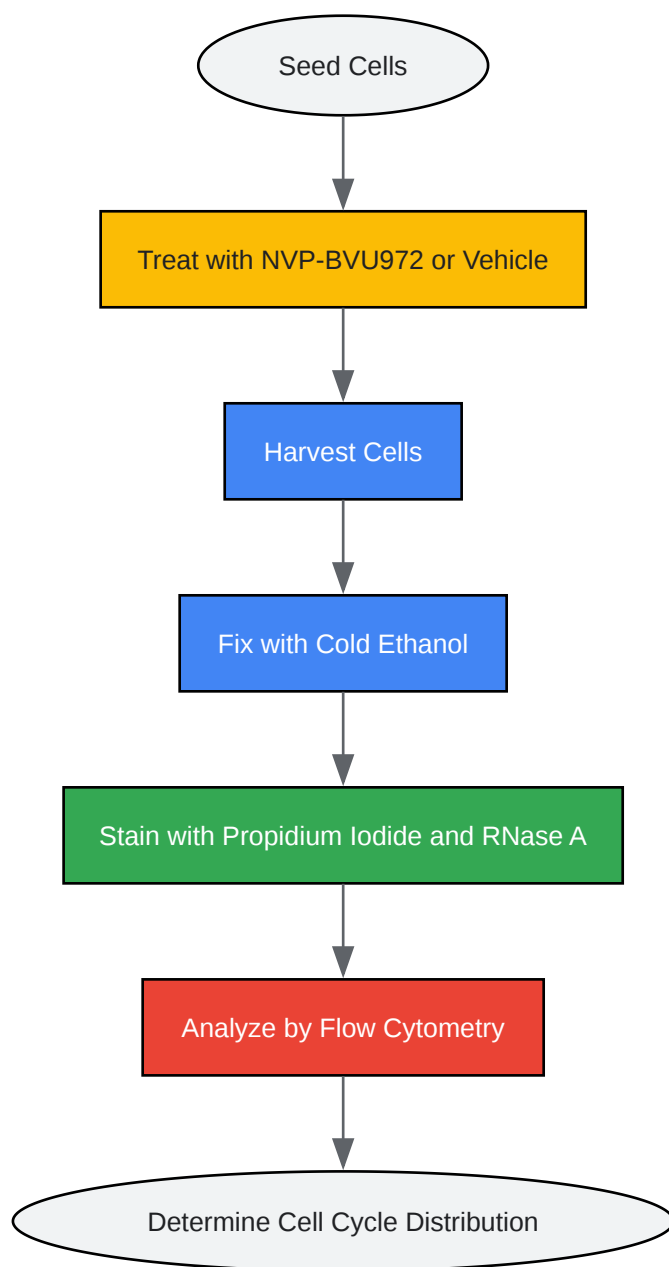 Seed Cells
Treat with NVP-BVU972 or Vehicle
Harvest Cells
Fix with Cold Ethanol
Stain with Propidium Iodide and RNase A
Analyze by Flow Cytometry
Determine Cell Cycle Distribution